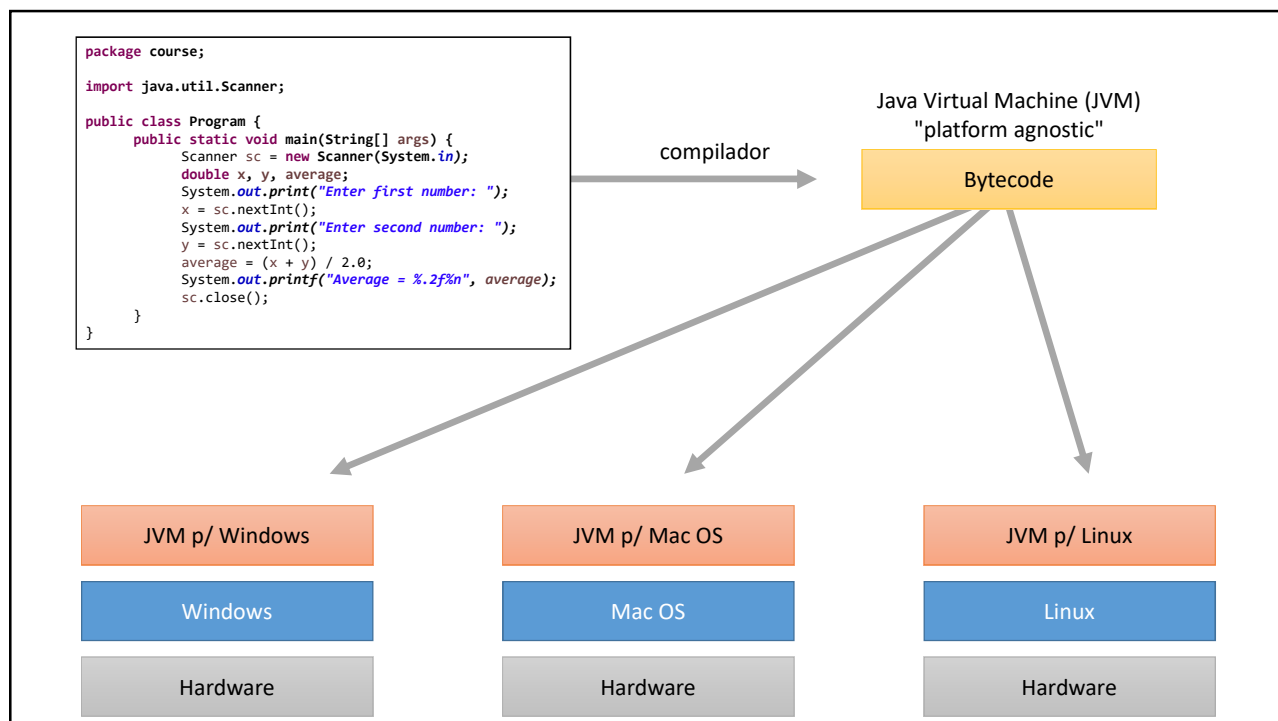 package course;
import java.util.Scanner;
public class Program {
public static void main(String[] args) {
Scanner sc = new Scanner(System.in);
double x, y, average;
System.out.print("Enter first number: ");
x = sc.nextInt();
System.out.print("Enter second number: ");
y = sc.nextInt();
average = (x + y) / 2.0;
System.out.printf("Average = %.2f%n", average);
sc.close();
}
}
compilador
Java Virtual Machine (JVM)
"platform agnostic"
Bytecode
JVM p/ Windows
JVM p/ Mac OS
JVM p/ Linux
Windows
Mac OS
Linux
Hardware
Hardware
Hardware